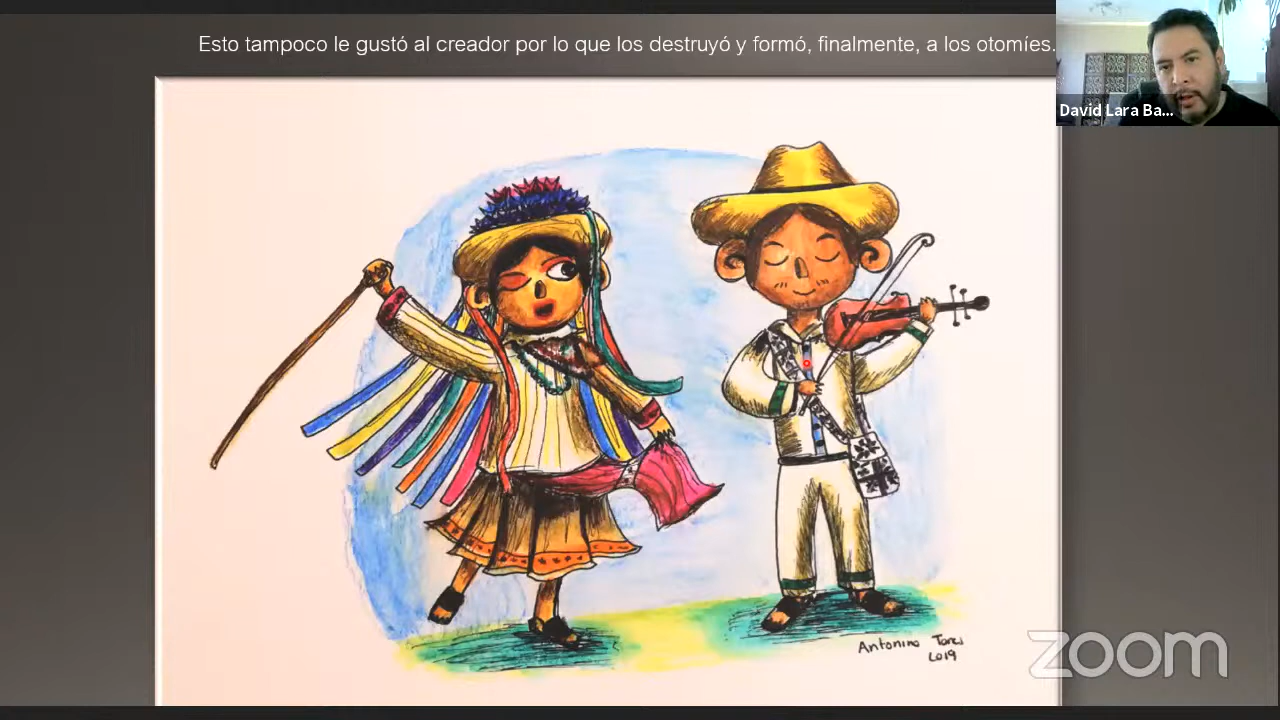 Esto tampoco le gustó al creador por lo que los destruyó y formó, finalmente, a los otomíes.
David Lara Ba...
Antonino
2019
zoom